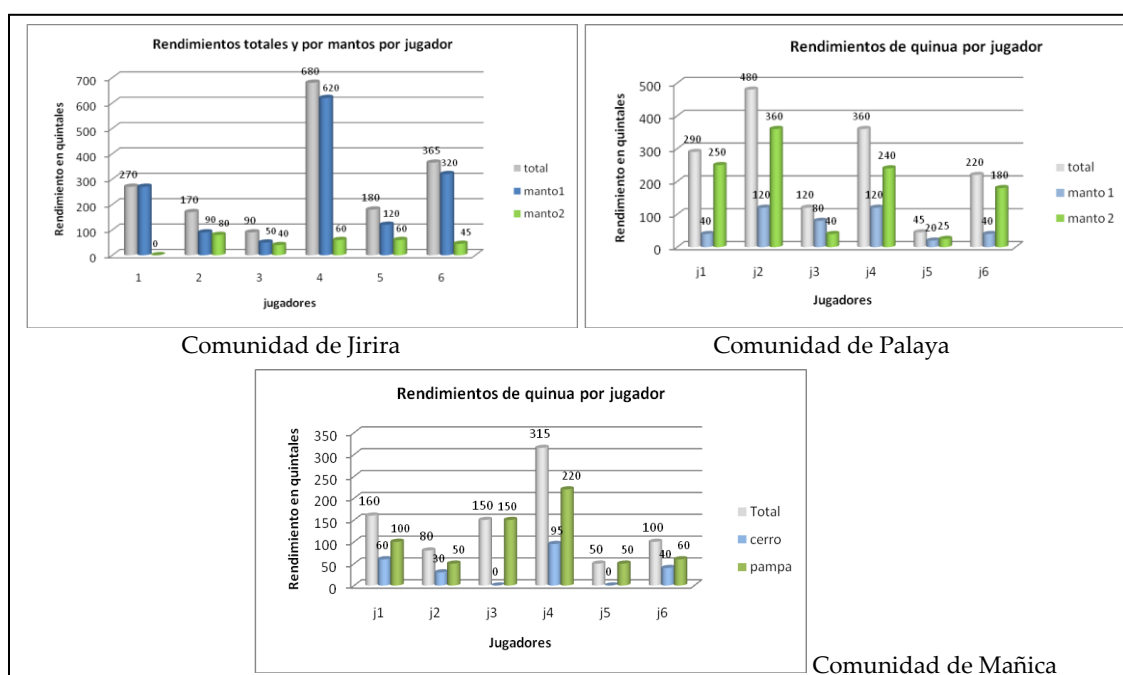 Rendimientos totales y por mantos por jugador
Rendimiento en quintales
700
600
500
400
300
200
100
0
270
0
170
90
80
90
50
40
680
620
60
180
120
60
365
320
45
1
2
3
4
5
6
jugadores
total
manto1
manto2
Rendimientos de quinua por jugador
Rendimiento en quintales
500
400
300
200
100
0
290
40
250
480
120
360
120
80
40
360
120
240
45
20
25
220
40
180
j1
j2
j3
j4
j5
j6
Jugadores
total
manto 1
manto 2
Comunidad de Jirira
Comunidad de Palaya
Rendimientos de quinua por jugador
Rendimiento en quintales
350
300
250
200
150
100
50
0
160
60
100
80
30
50
150
0
150
315
95
220
50
0
50
100
40
60
j1
j2
j3
j4
j5
j6
Jugadores
Total
cerro
pampa
Comunidad de Mañica